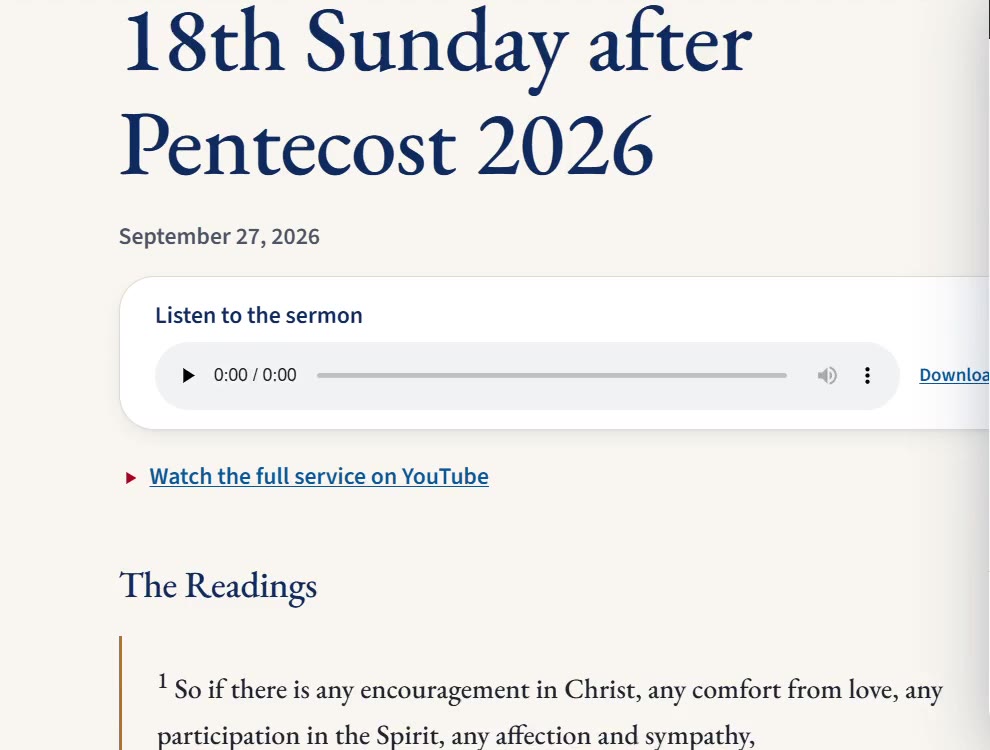 18th Sunday after
Pentecost 2026
September 27, 2026
Listen to the sermon
0:00 / 0:00
Watch the full service on YouTube
The Readings
1 So if there is any encouragement in Christ, any comfort from love, any
participation in the Spirit, any affection and sympathy,